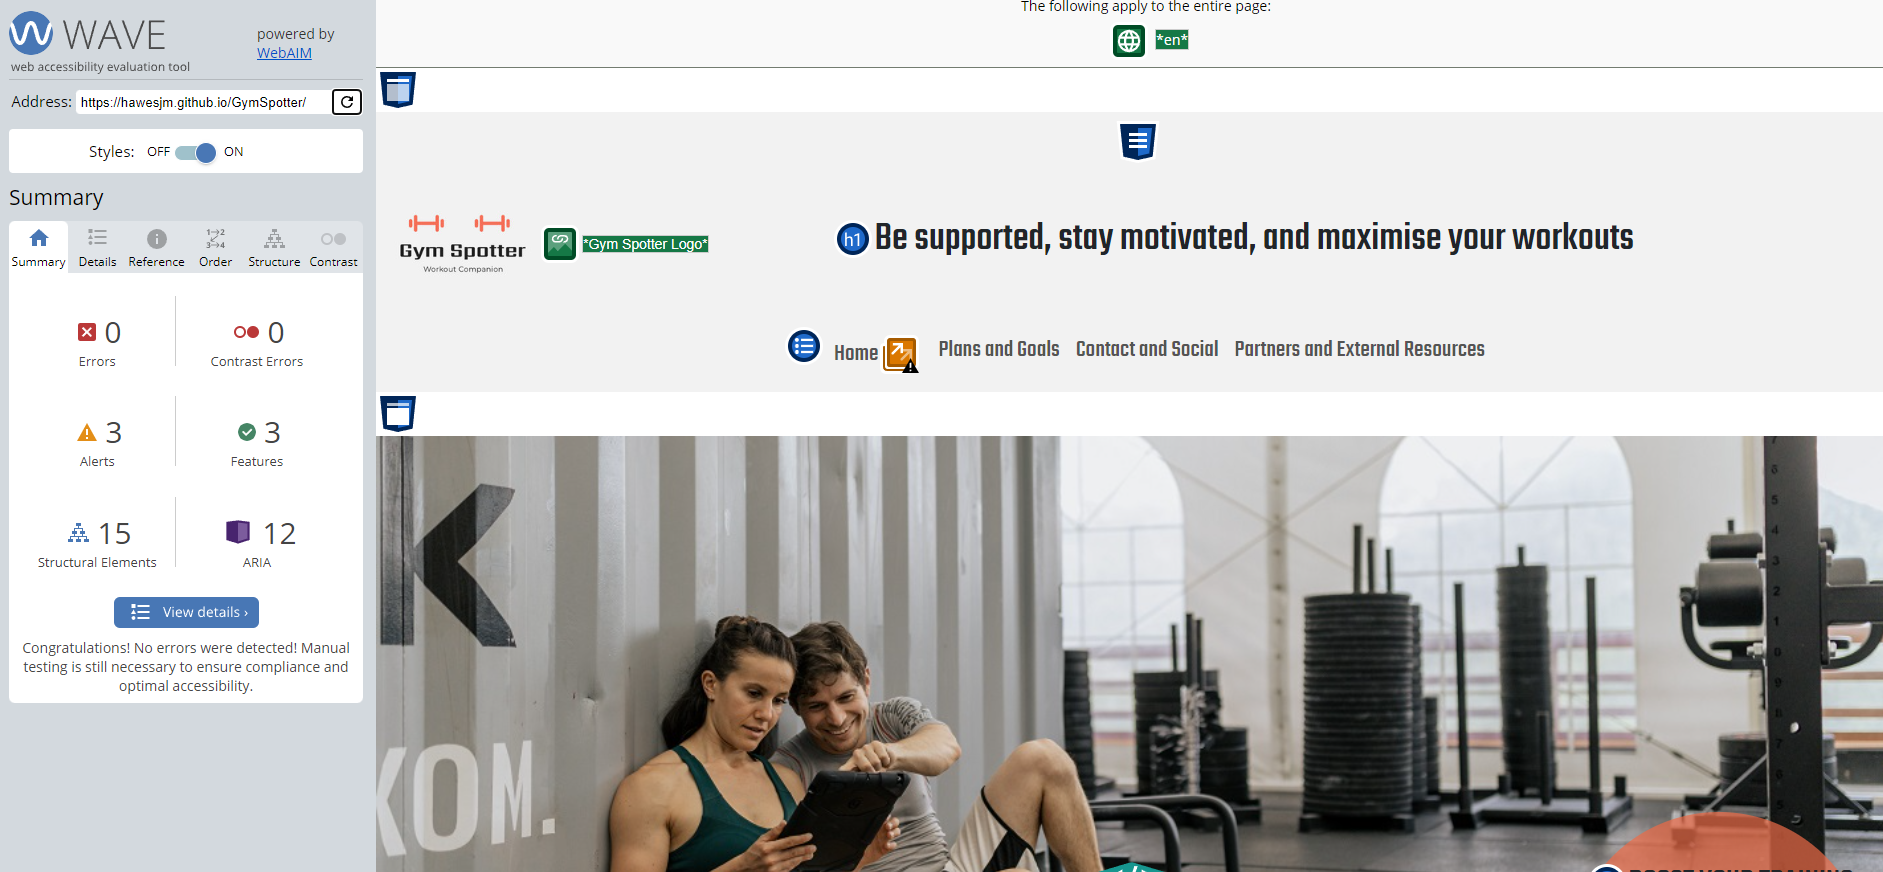 WAVE
powered by
WebAIM
web accessibility evaluation tool
Address: https://hawesjm.github.io/GymSpotter/
Styles: OFF ON
Summary
Summary Details Reference Order Structure Contrast
0 0
Errors Contrast Errors
3 3
Alerts Features
15 12
Structural Elements ARIA
View details ›
Congratulations! No errors were detected! Manual
testing is still necessary to ensure compliance and
optimal accessibility.
The following apply to the entire page:
*en*
Gym Spotter
Workout Companion
*Gym Spotter Logo*
h1 Be supported, stay motivated, and maximise your workouts
Home Plans and Goals Contact and Social Partners and External Resources
K
KOM.